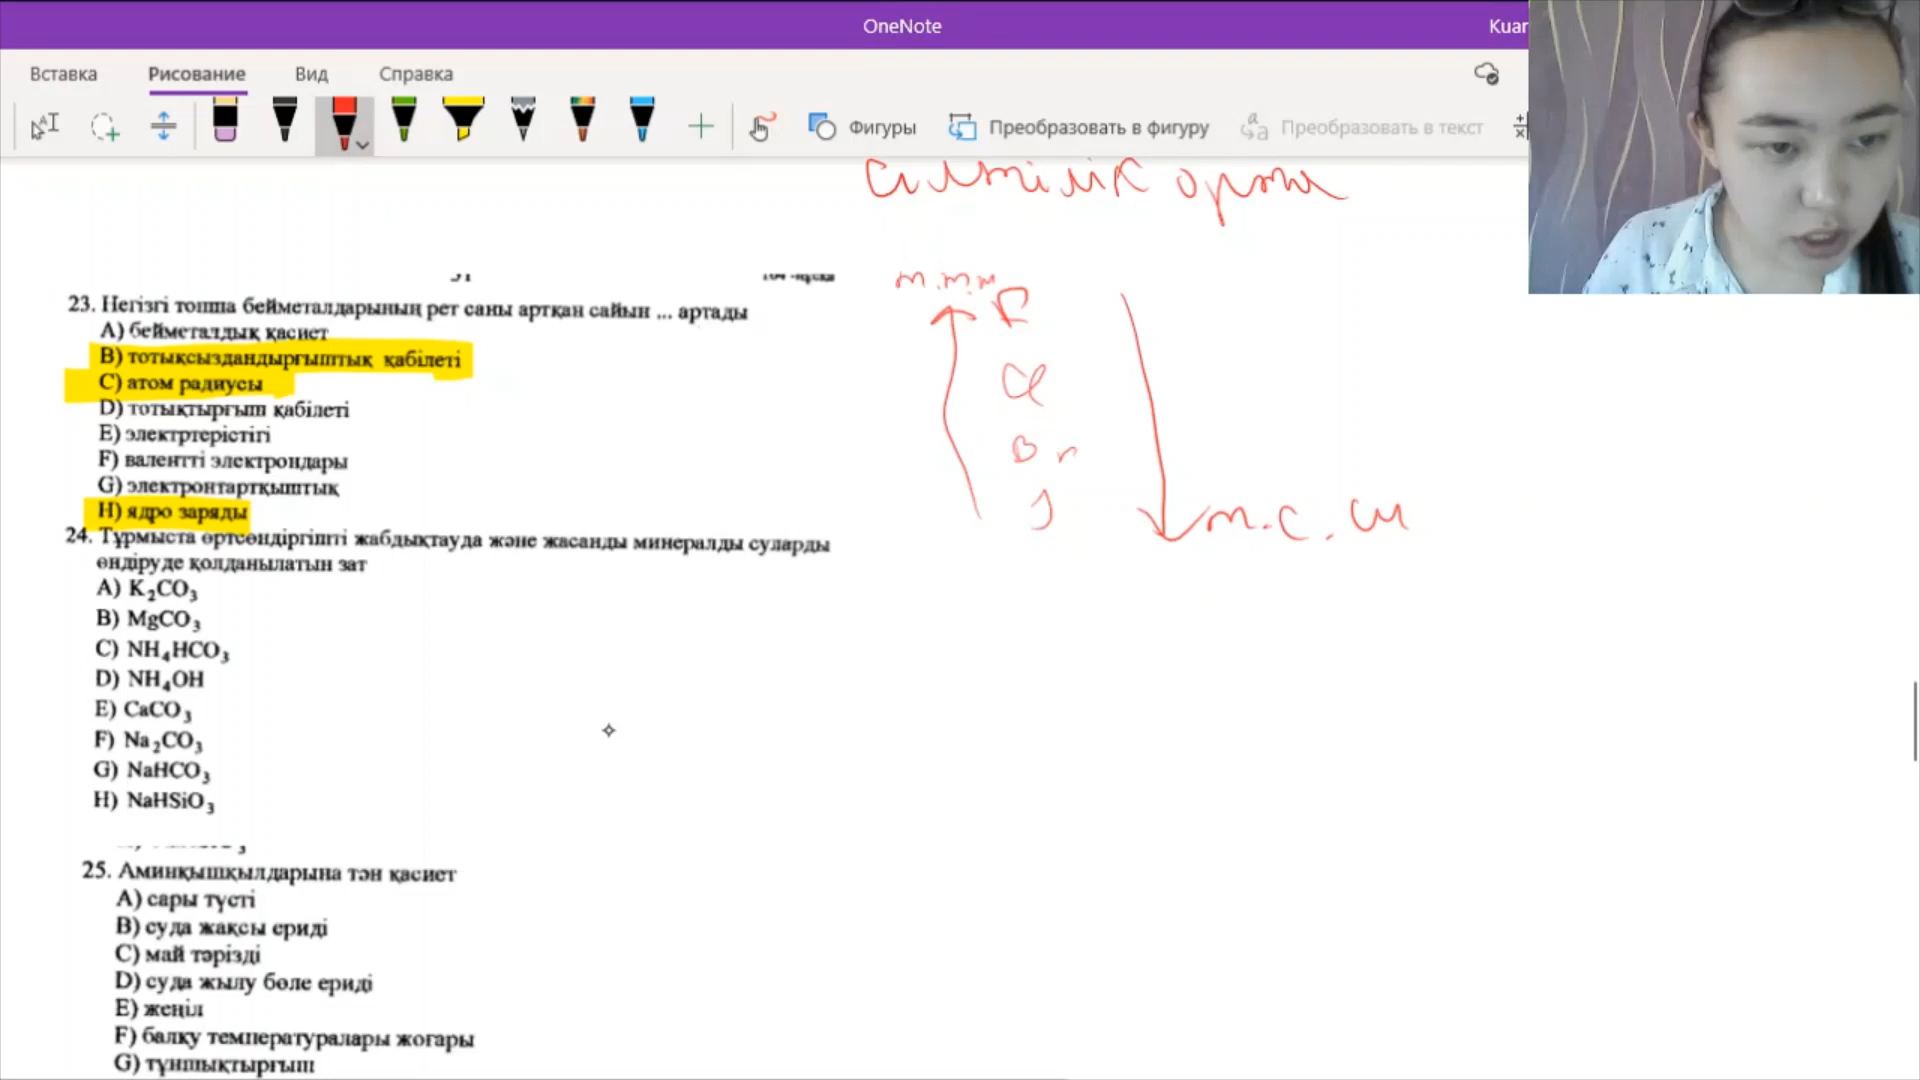 OneNote
Kuar
Вставка Рисование Вид Справка
Фигуры Преобразовать в фигуру Преобразовать в текст
Сілтілік орта
23. Негізгі топша бейметалдарының рет саны артқан сайын ... артады
A) бейметалдық қасиет
B) тотықсыздандырғыштық қабілеті
C) атом радиусы
D) тотықтырғыш қабілеті
E) электртерістігі
F) валентті электрондары
G) электронтартқыштық
H) ядро заряды
F
Cl
Br
J
т.с.ш
24. Тұрмыста өртсөндіргішті жабдықтауда және жасанды минералды суларды
өндіруде қолданылатын зат
A) K₂CO₃
B) MgCO₃
C) NH₄HCO₃
D) NH₄OH
E) CaCO₃
F) Na₂CO₃
G) NaHCO₃
H) NaHSiO₃
25. Аминқышқылдарына тән қасиет
A) сары түсті
B) суда жақсы ериді
C) май тәрізді
D) суда жылу бөле ериді
E) жеңіл
F) балқу температуралары жоғары
G) тұншықтырғыш